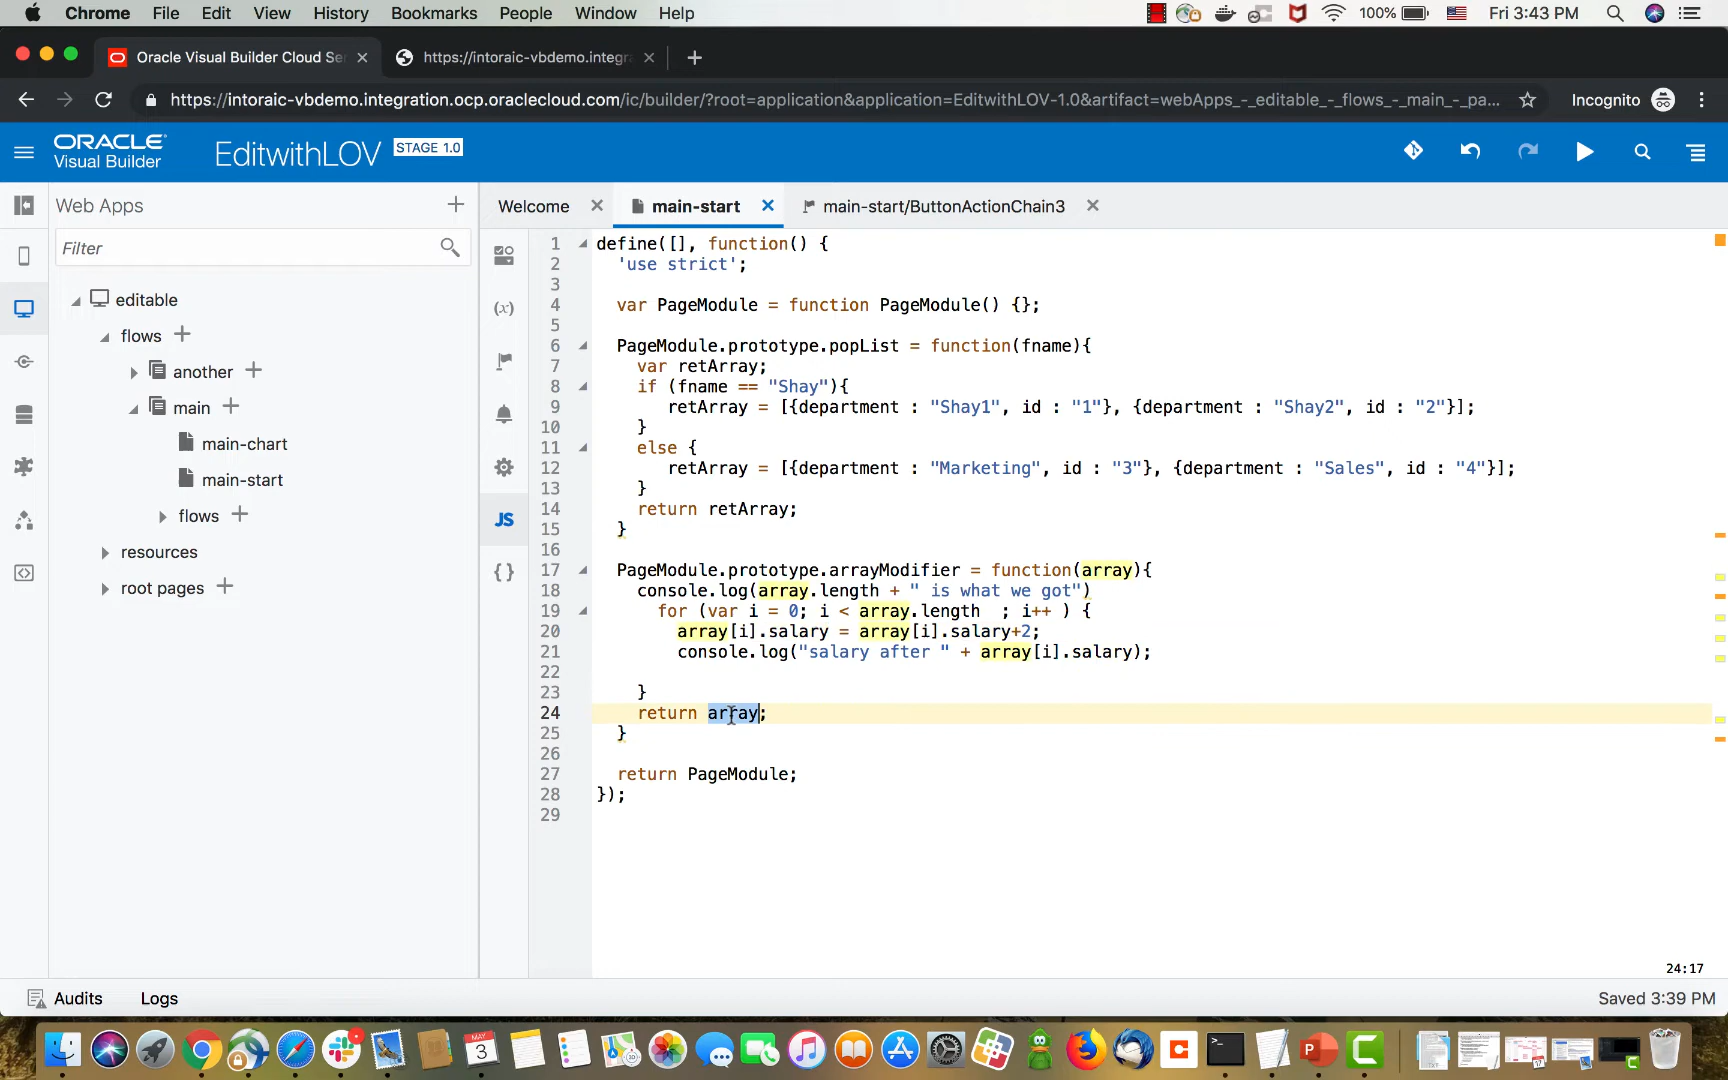 Chrome File Edit View History Bookmarks People Window Help 100% Fri 3:43 PM
Oracle Visual Builder Cloud Se https://intoraic-vbdemo.integra
https://intoraic-vbdemo.integration.ocp.oraclecloud.com/ic/builder/?root=application&application=EditwithLOV-1.0&artifact=webApps_-_editable_-_flows_-_main_-_pa... Incognito
ORACLE
Visual Builder
EditwithLOV STAGE 1.0
Web Apps
Filter
editable
flows
another
main
main-chart
main-start
flows
resources
root pages
Welcome main-start main-start/ButtonActionChain3
(x)
JS
{ }
1 define([], function() {
2 'use strict';
3
4 var PageModule = function PageModule() {};
5
6 PageModule.prototype.popList = function(fname){
7 var retArray;
8 if (fname == "Shay"){
9 retArray = [{department : "Shay1", id : "1"}, {department : "Shay2", id : "2"}];
10 }
11 else {
12 retArray = [{department : "Marketing", id : "3"}, {department : "Sales", id : "4"}];
13 }
14 return retArray;
15 }
16
17 PageModule.prototype.arrayModifier = function(array){
18 console.log(array.length + " is what we got")
19 for (var i = 0; i < array.length  ; i++ ) {
20 array[i].salary = array[i].salary+2;
21 console.log("salary after " + array[i].salary);
22
23 }
24 return array;
25 }
26
27 return PageModule;
28 });
29
24:17
Audits Logs Saved 3:39 PM
MAY
3